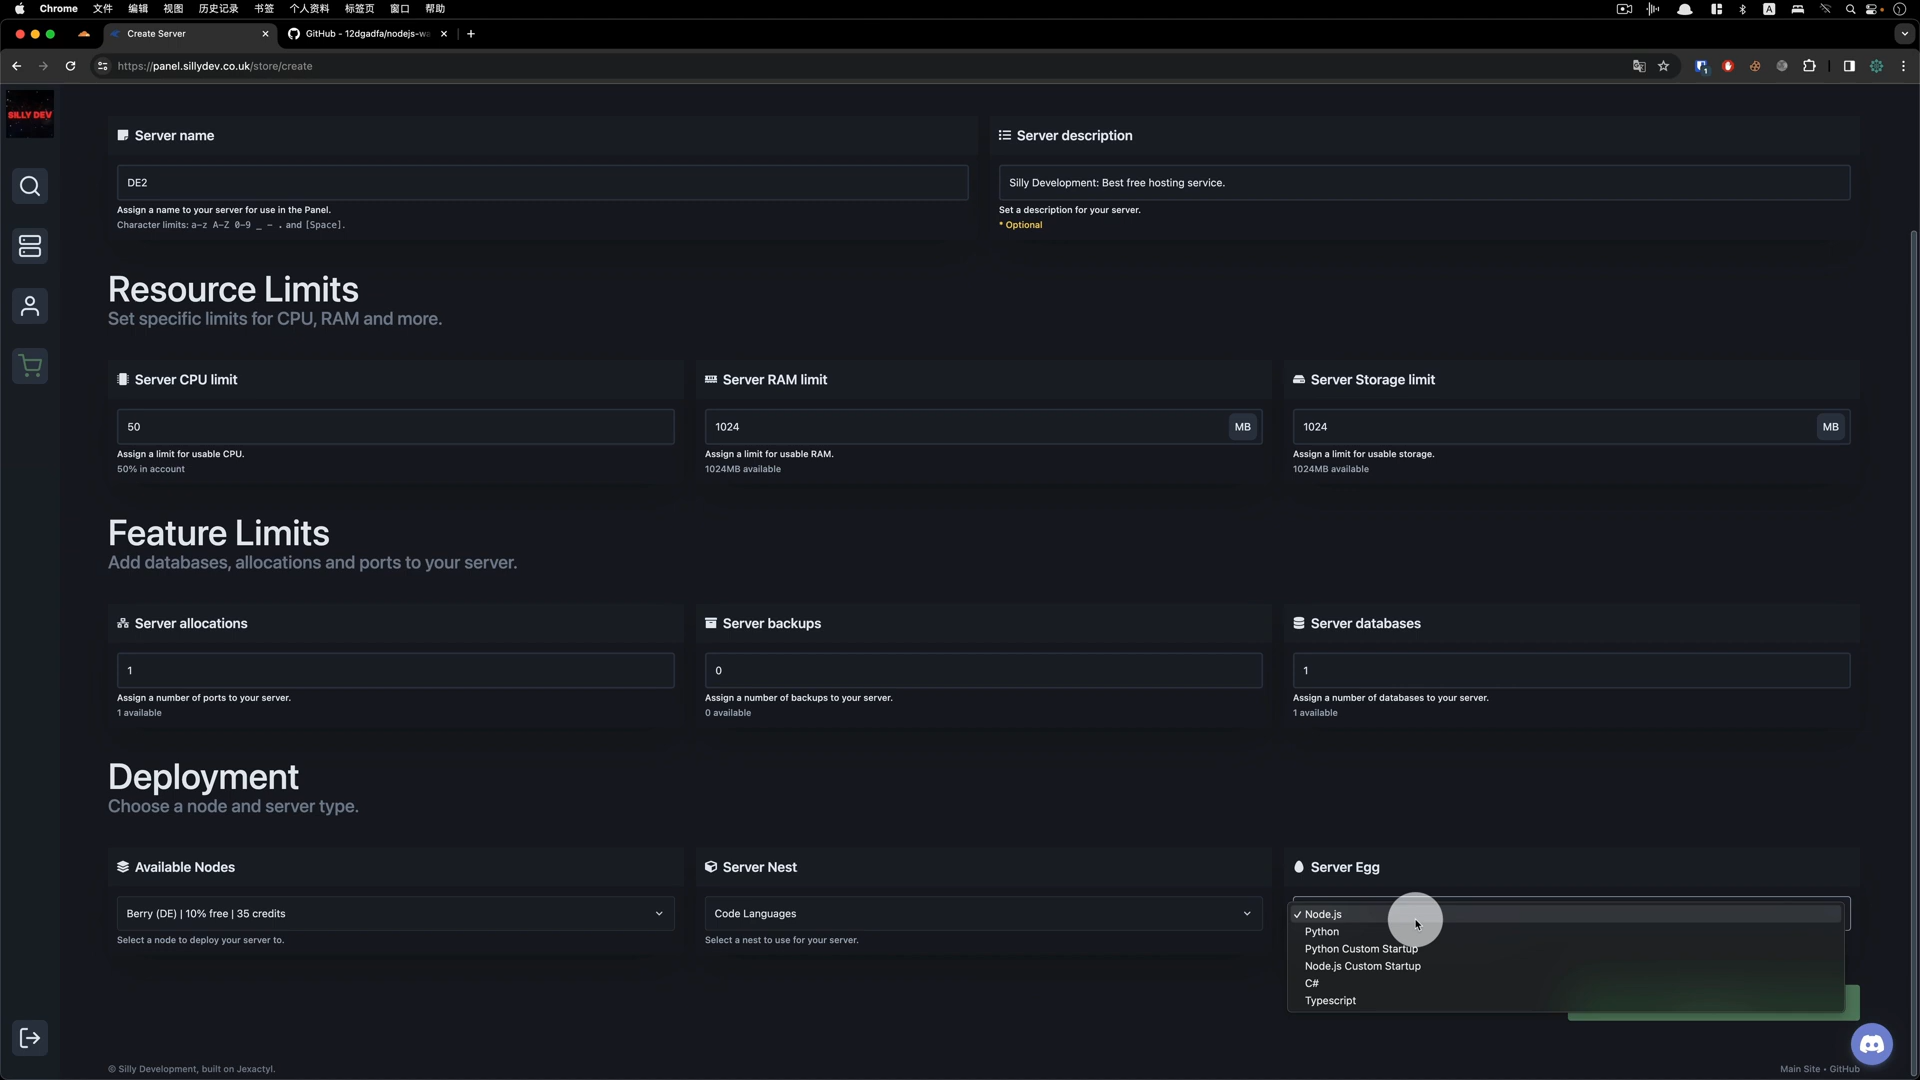 Chrome 文件 编辑 视图 历史记录 书签 个人资料 标签页 窗口 帮助
Create Server
GitHub - 12dgadfa/nodejs-wa
https://panel.sillydev.co.uk/store/create
SILLY DEV
Server name
Server description
DE2
Silly Development: Best free hosting service.
Assign a name to your server for use in the Panel.
Set a description for your server.
Character limits: a-z A-Z 0-9 _ - . and [Space].
* Optional
Resource Limits
Set specific limits for CPU, RAM and more.
Server CPU limit
Server RAM limit
Server Storage limit
50
1024 MB
1024 MB
Assign a limit for usable CPU.
Assign a limit for usable RAM.
Assign a limit for usable storage.
50% in account
1024MB available
1024MB available
Feature Limits
Add databases, allocations and ports to your server.
Server allocations
Server backups
Server databases
1
0
1
Assign a number of ports to your server.
Assign a number of backups to your server.
Assign a number of databases to your server.
1 available
0 available
1 available
Deployment
Choose a node and server type.
Available Nodes
Server Nest
Server Egg
Berry (DE) | 10% free | 35 credits
Code Languages
✓ Node.js
Python
Python Custom Startup
Node.js Custom Startup
C#
Typescript
Select a node to deploy your server to.
Select a nest to use for your server.
© Silly Development, built on Jexactyl.
Main Site • GitHub